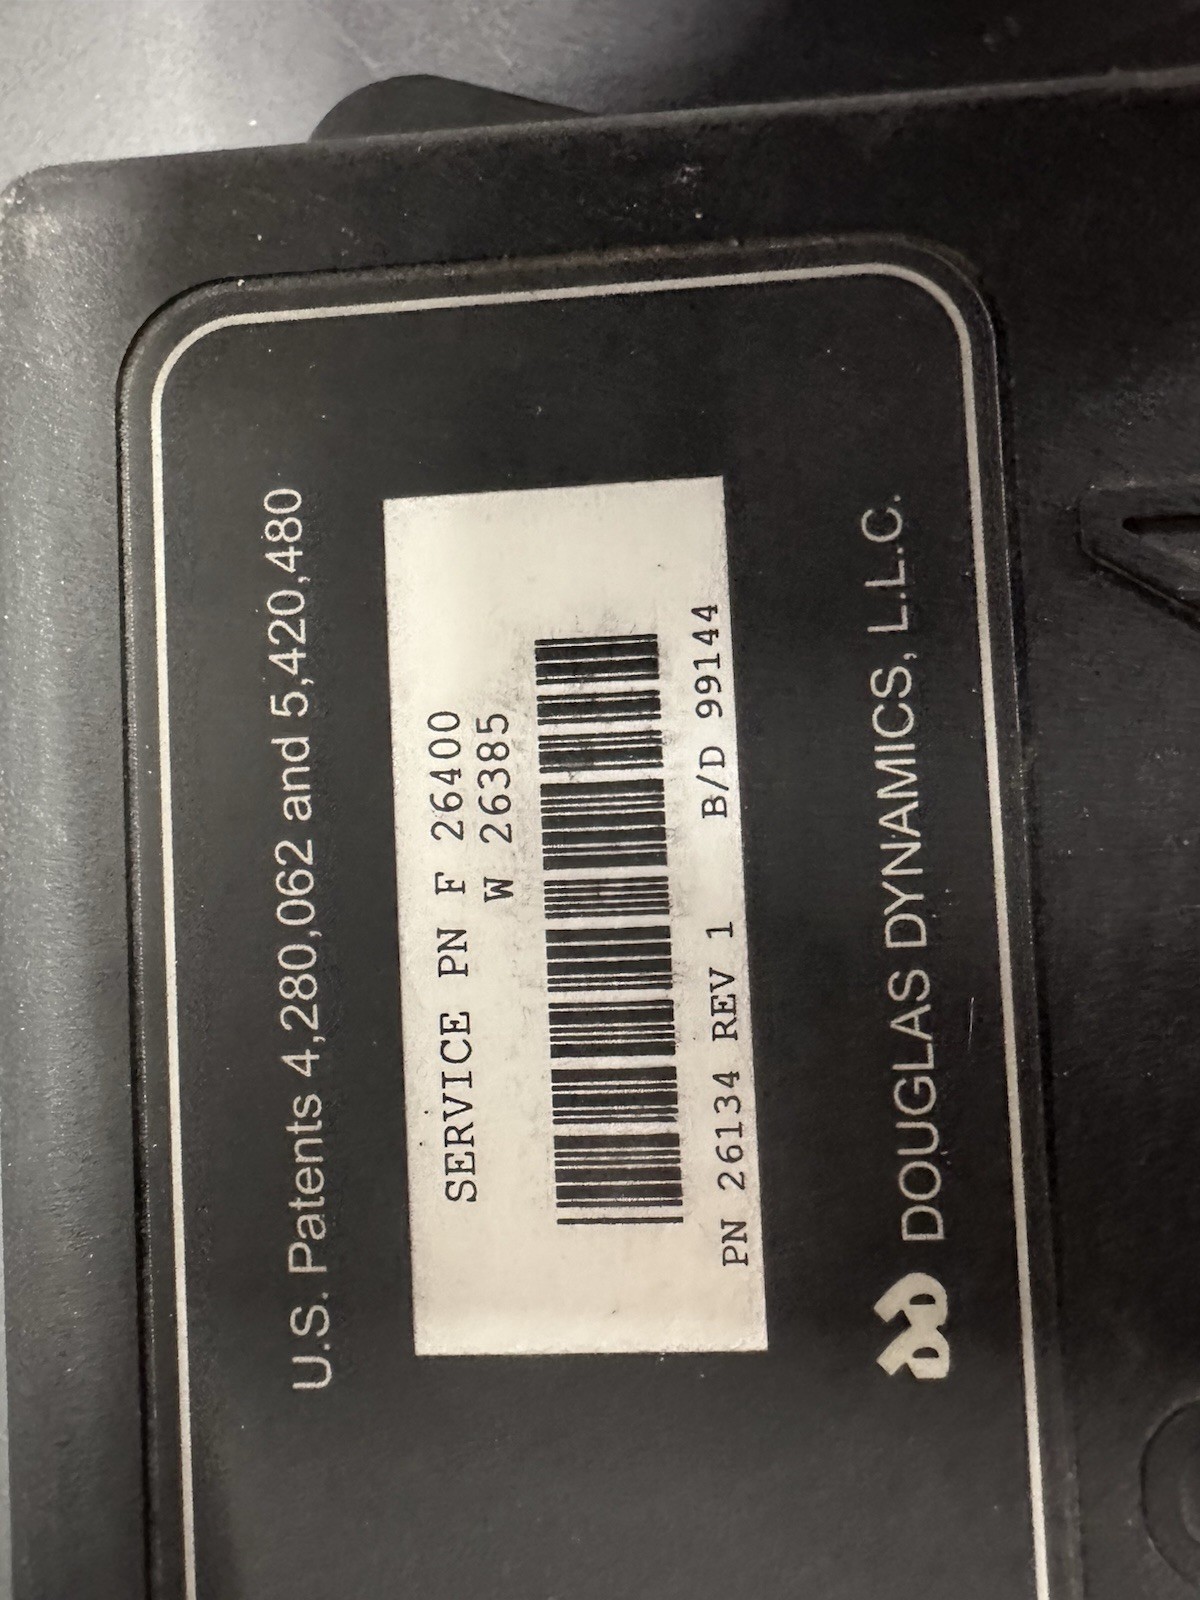 U.S. Patents 4,280,062 and 5,420,480
SERVICE PN F 26400
W 26385
PN 26134 REV 1 B/D 99144
DOUGLAS DYNAMICS, L.L.C.